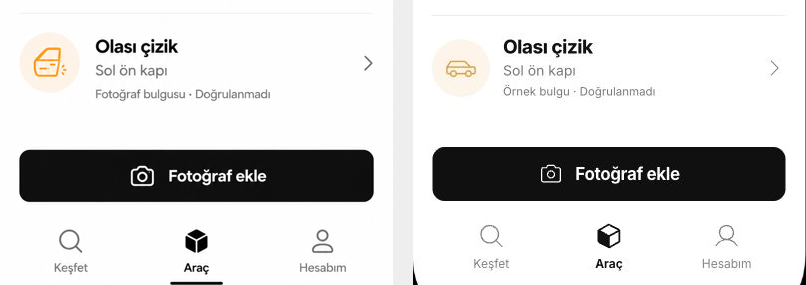 Olası çizik
Sol ön kapı
Fotoğraf bulgusu · Doğrulanmadı
Fotoğraf ekle
Keşfet
Araç
Hesabım
Olası çizik
Sol ön kapı
Örnek bulgu · Doğrulanmadı
Fotoğraf ekle
Keşfet
Araç
Hesabım